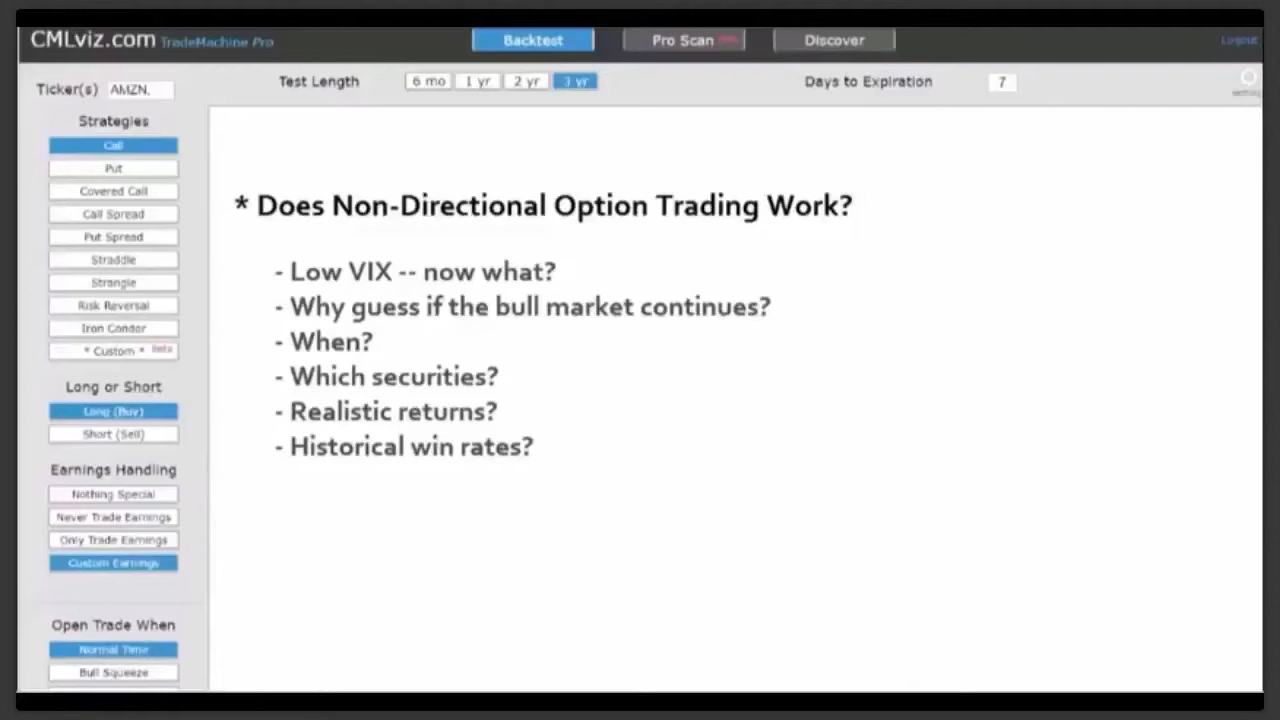 CMLviz.com TradeMachine Pro
Backtest
Pro Scan
Discover
Logout
Ticker(s) AMZN,
Test Length 6 mo 1 yr 2 yr 3 yr
Days to Expiration 7
Strategies
Call
Put
Covered Call
Call Spread
Put Spread
Straddle
Strangle
Risk Reversal
Iron Condor
* Custom * Beta
Long or Short
Long (Buy)
Short (Sell)
Earnings Handling
Nothing Special
Never Trade Earnings
Only Trade Earnings
Custom Earnings
Open Trade When
Normal Time
Bull Squeeze
* Does Non-Directional Option Trading Work?
- Low VIX -- now what?
- Why guess if the bull market continues?
- When?
- Which securities?
- Realistic returns?
- Historical win rates?